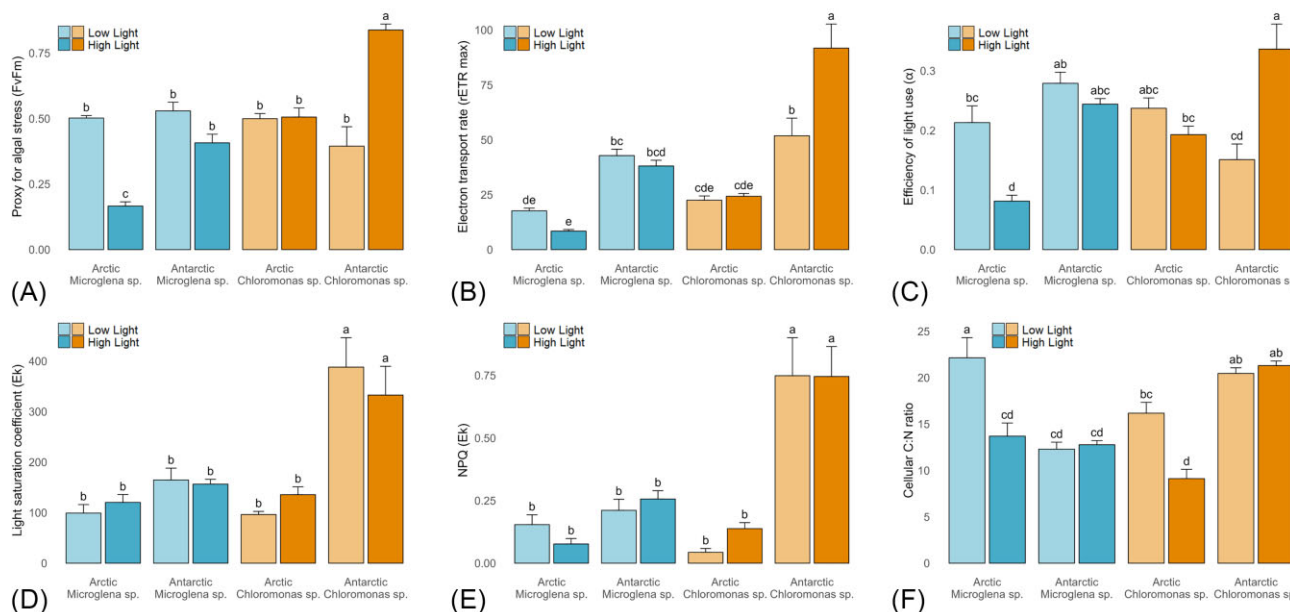 Low Light
High Light
Proxy for algal stress (FvFm)
0.75
0.50
0.25
0.00
b
c
b
b
b
b
b
a
Arctic
Microglena sp.
Antarctic
Microglena sp.
Arctic
Chloromonas sp.
Antarctic
Chloromonas sp.
(A)
Low Light
High Light
Electron transport rate (rETR max)
100
75
50
25
0
de
e
bc
bcd
cde
cde
b
a
Arctic
Microglena sp.
Antarctic
Microglena sp.
Arctic
Chloromonas sp.
Antarctic
Chloromonas sp.
(B)
Low Light
High Light
Efficiency of light use (α)
0.3
0.2
0.1
0.0
bc
d
ab
abc
abc
bc
cd
a
Arctic
Microglena sp.
Antarctic
Microglena sp.
Arctic
Chloromonas sp.
Antarctic
Chloromonas sp.
(C)
Low Light
High Light
Light saturation coefficient (Ek)
400
300
200
100
0
b
b
b
b
b
b
a
a
Arctic
Microglena sp.
Antarctic
Microglena sp.
Arctic
Chloromonas sp.
Antarctic
Chloromonas sp.
(D)
Low Light
High Light
NPQ (Ek)
0.75
0.50
0.25
0.00
b
b
b
b
b
b
a
a
Arctic
Microglena sp.
Antarctic
Microglena sp.
Arctic
Chloromonas sp.
Antarctic
Chloromonas sp.
(E)
Low Light
High Light
Cellular C:N ratio
25
20
15
10
5
0
a
cd
cd
cd
bc
d
ab
ab
Arctic
Microglena sp.
Antarctic
Microglena sp.
Arctic
Chloromonas sp.
Antarctic
Chloromonas sp.
(F)